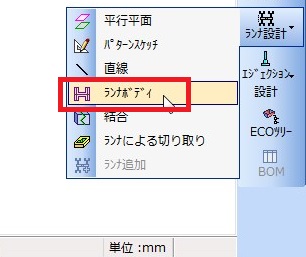 平行平面
ﾊﾟﾀｰﾝｽｹｯﾁ
直線
ﾗﾝﾅﾎﾞﾃﾞｨ
結合
ﾗﾝﾅによる切り取り
ﾗﾝﾅ追加
ﾗﾝﾅ設計
ｴｼﾞｪｸｼｮﾝ
設計
ECOﾂﾘｰ
BOM
単位 :mm